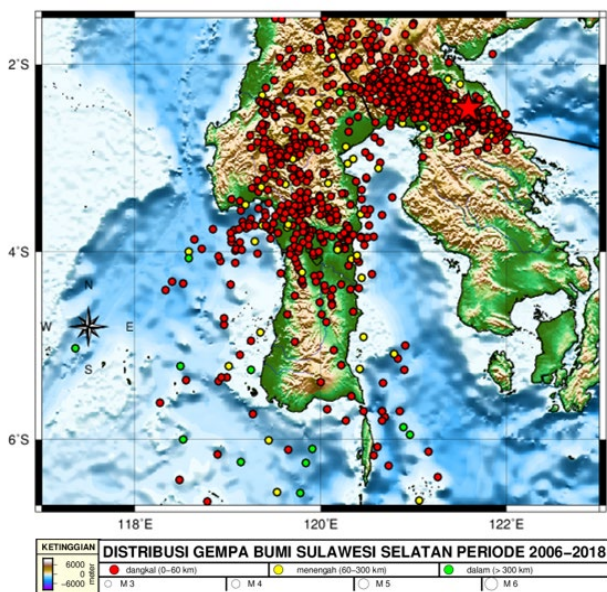 2°S
4°S
6°S
N
W E
S
118°E 120°E 122°E
KETINGGIAN
6000
0
−6000
meter
DISTRIBUSI GEMPA BUMI SULAWESI SELATAN PERIODE 2006−2018
dangkal (0−60 km) menengah (60−300 km) dalam (> 300 km)
M 3 M 4 M 5 M 6